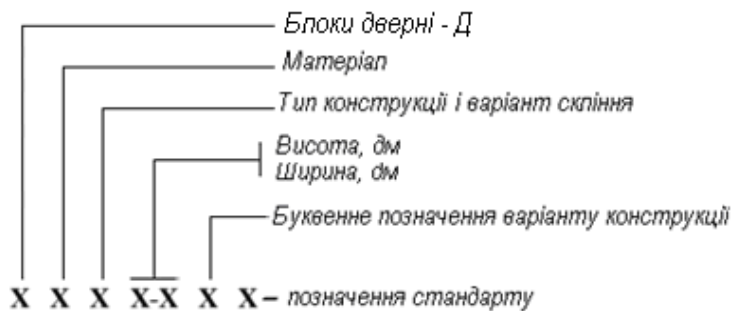 Блоки дверні - Д
Матеріал
Тип конструкції і варіант скління
Висота, дм
Ширина, дм
Буквенне позначення варіанту конструкції
X X X X-X X X – позначення стандарту